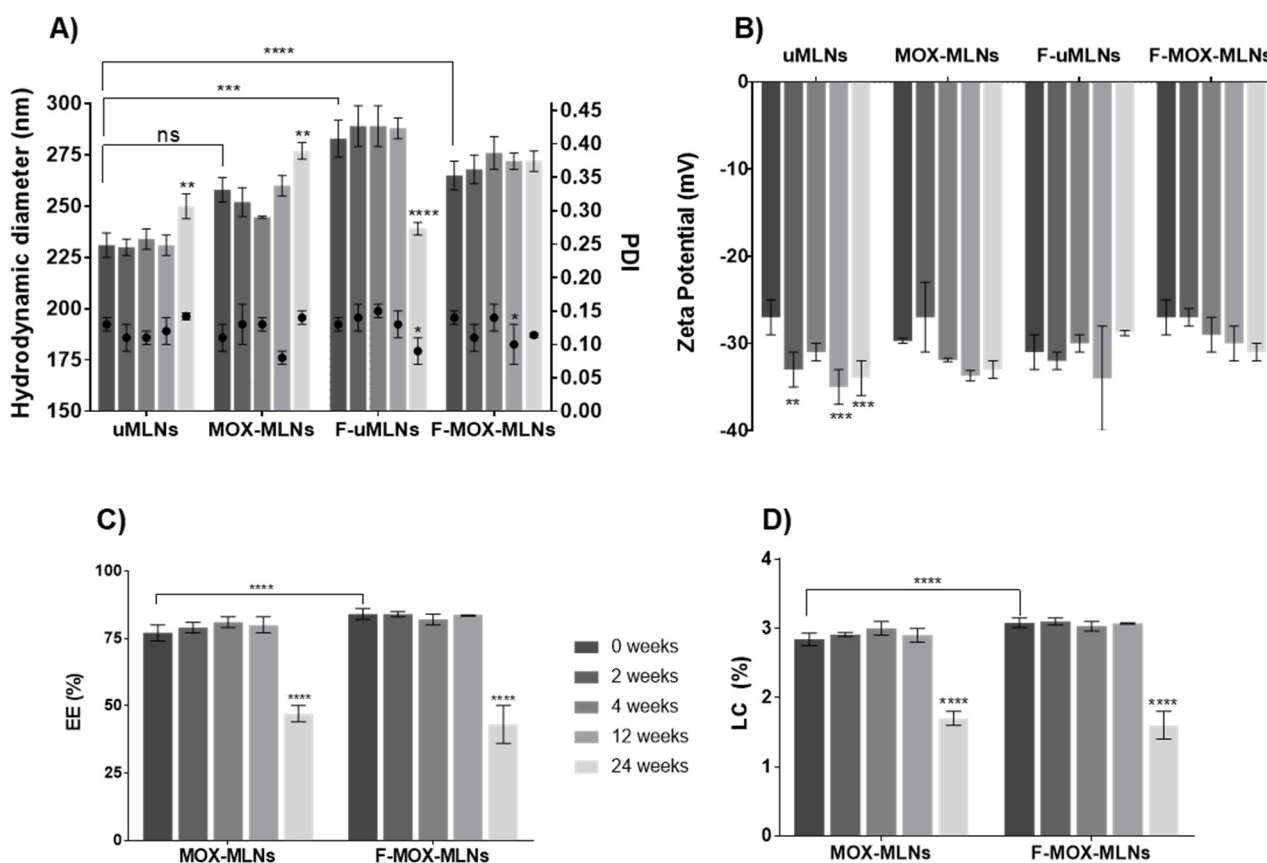 A)
****
***
ns
**
**
****
*
*
Hydrodynamic diameter (nm)
300
275
250
225
200
175
150
PDI
0.45
0.40
0.35
0.30
0.25
0.20
0.15
0.10
0.05
0.00
uMLNs MOX-MLNs F-uMLNs F-MOX-MLNs
B)
uMLNs MOX-MLNs F-uMLNs F-MOX-MLNs
Zeta Potential (mV)
0
-10
-20
-30
-40
** *** ***
C)
EE (%)
100
75
50
25
0
****
****
****
MOX-MLNs F-MOX-MLNs
0 weeks
2 weeks
4 weeks
12 weeks
24 weeks
D)
LC (%)
4
3
2
1
0
****
****
****
MOX-MLNs F-MOX-MLNs